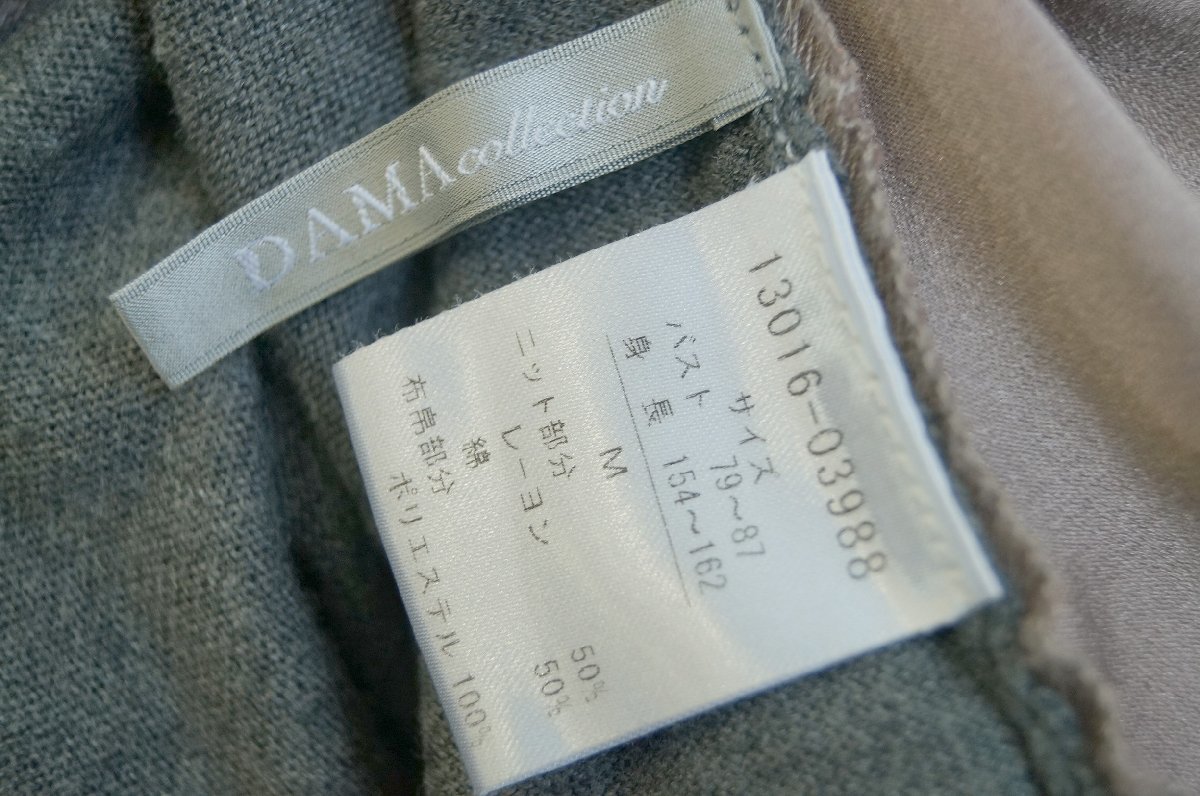 DAMA collection
13016-03988
サイズ
バスト 79～87
身長 154～162
M
ニット部分
レーヨン 50%
綿 50%
布帛部分
ポリエステル 100%